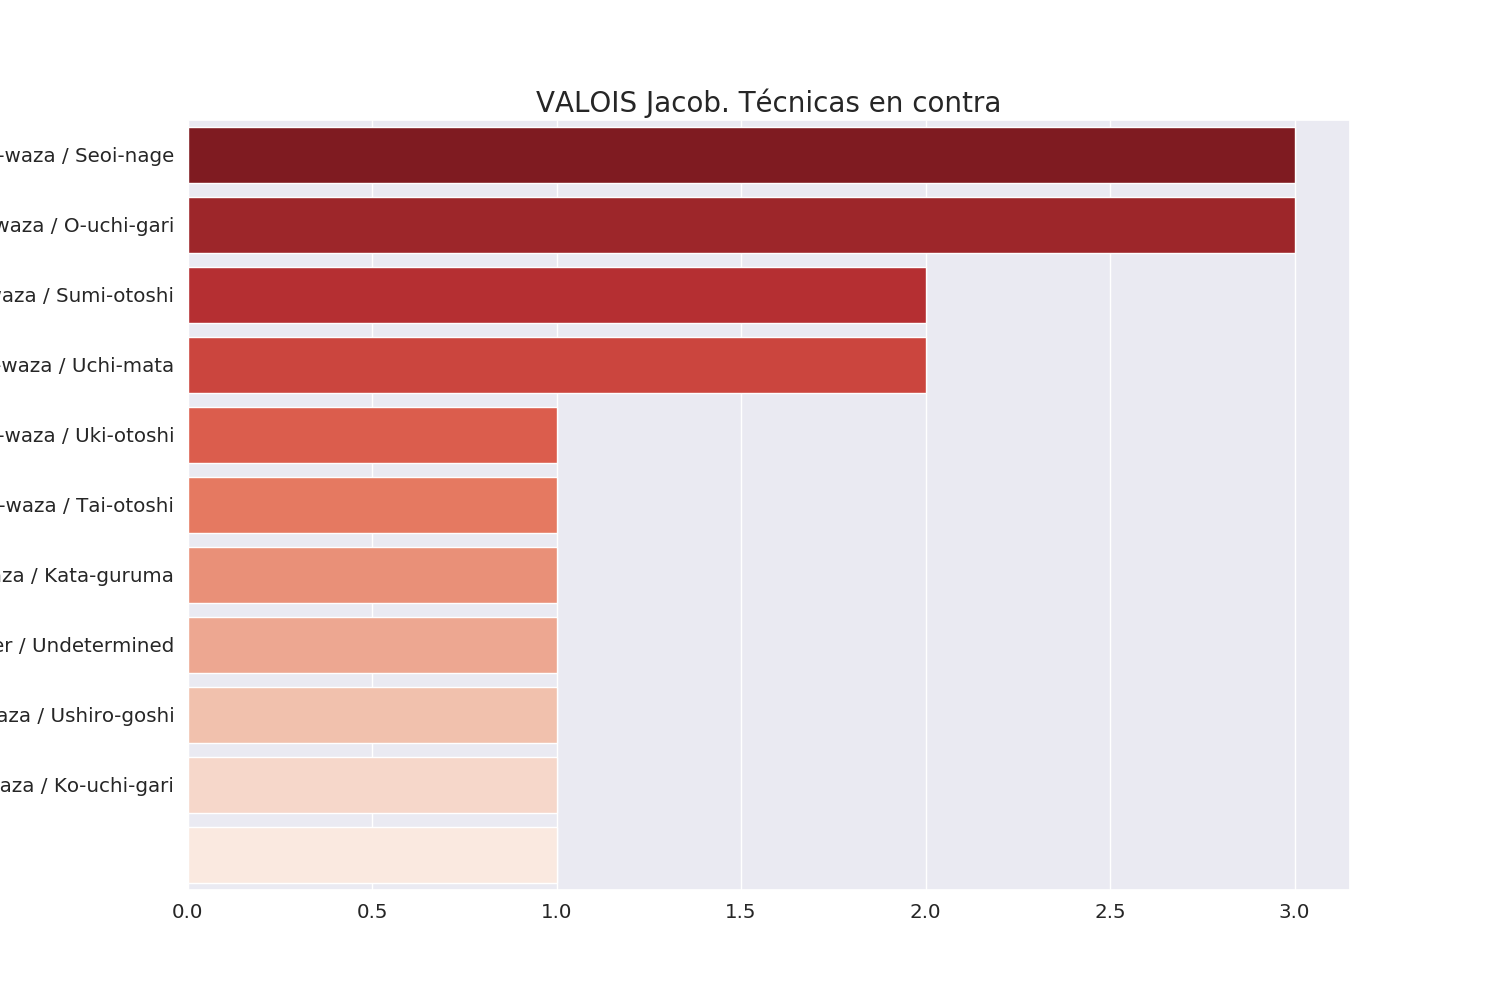 VALOIS Jacob. Técnicas en contra
-waza / Seoi-nage
waza / O-uchi-gari
aza / Sumi-otoshi
-waza / Uchi-mata
-waza / Uki-otoshi
-waza / Tai-otoshi
za / Kata-guruma
er / Undetermined
aza / Ushiro-goshi
aza / Ko-uchi-gari
0.0 0.5 1.0 1.5 2.0 2.5 3.0